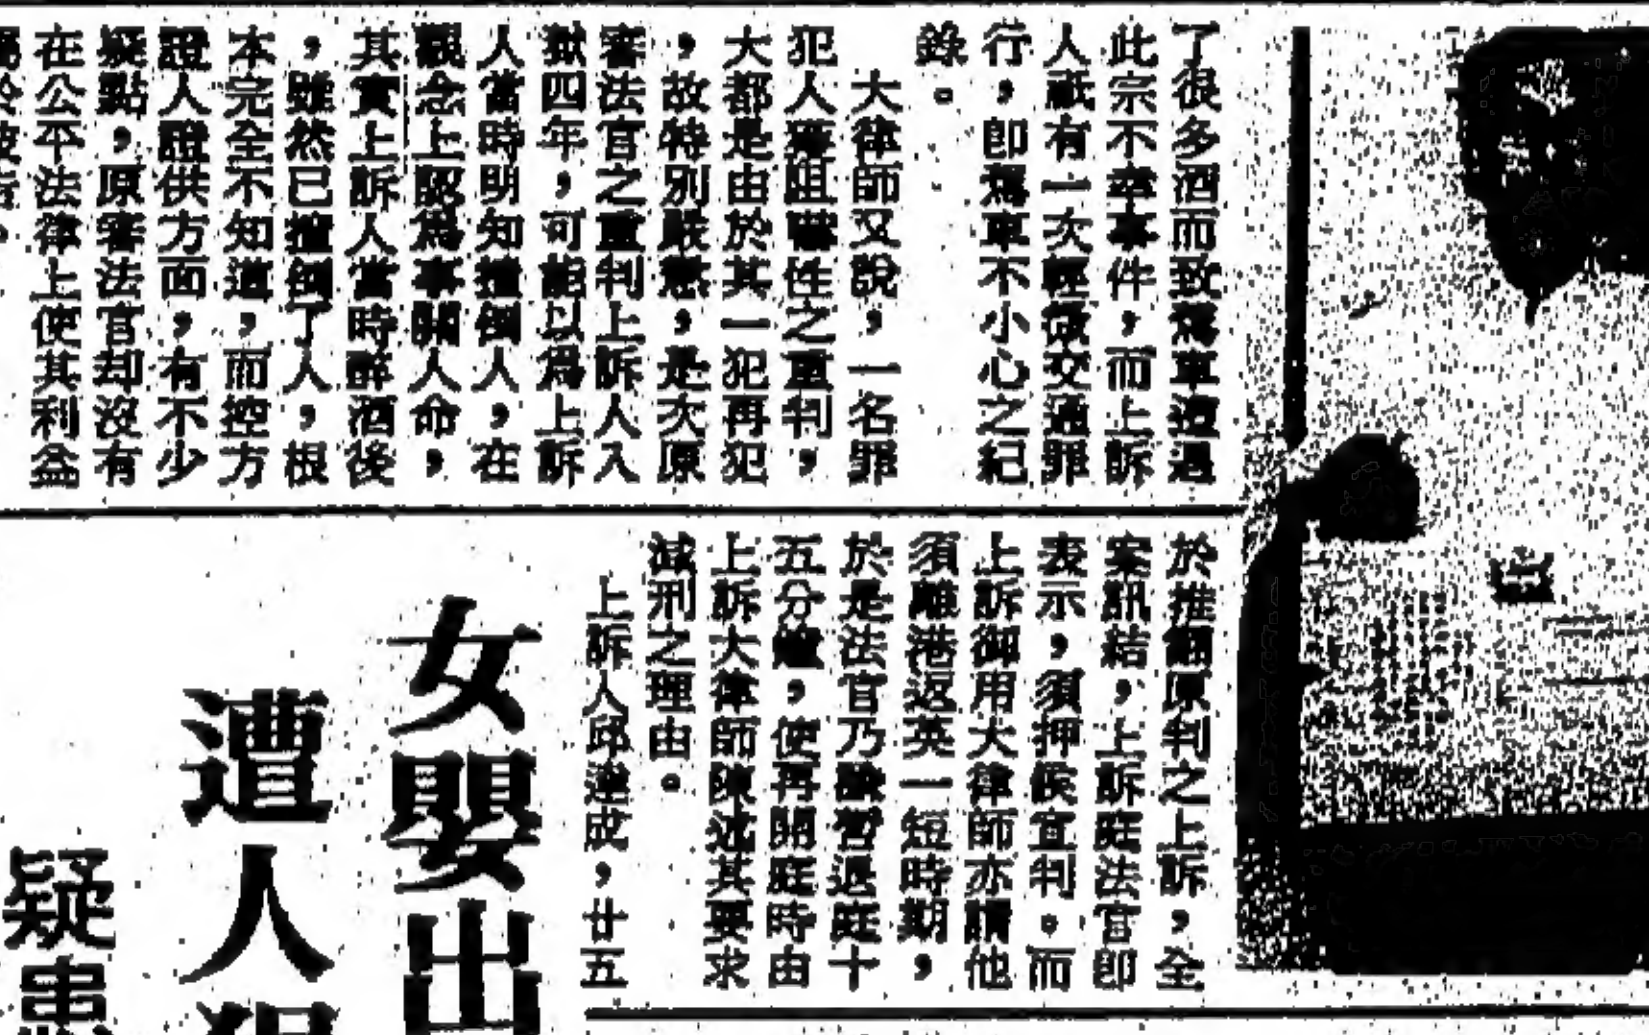 了很多酒而致駕車遭遇
此宗不幸事件，而上訴
人祇有一次輕微交通罪
行，即駕車不小心之紀
錄。
大律師又說，一名罪
犯人舞阻嚇性之重判，
大都是由於其一犯再犯
，故特別嚴懲，是次原
審法官之重判上訴人入
獄四年，可能以爲上訴
人當時明知撞倒人，在
觀念上認爲事關人命，
其實上訴人當時醉酒後
，雖然已撞倒了人，根
本完全不知道，而控方
證人證供方面，有不少
疑點，原審法官却沒有
在公平法律上使其利益
於推翻原判之上訴，全
案訊結，上訴庭法官卽
表示，須押候宣判。而
上訴御用大律師亦請他
須離港返英一短時期，
於是法官乃暫退庭十
五分鐘，使再開庭時由
上訴大律師陳述其要求
減刑之理由。
上訴人邱達成，廿五
女嬰出
遭人
疑患